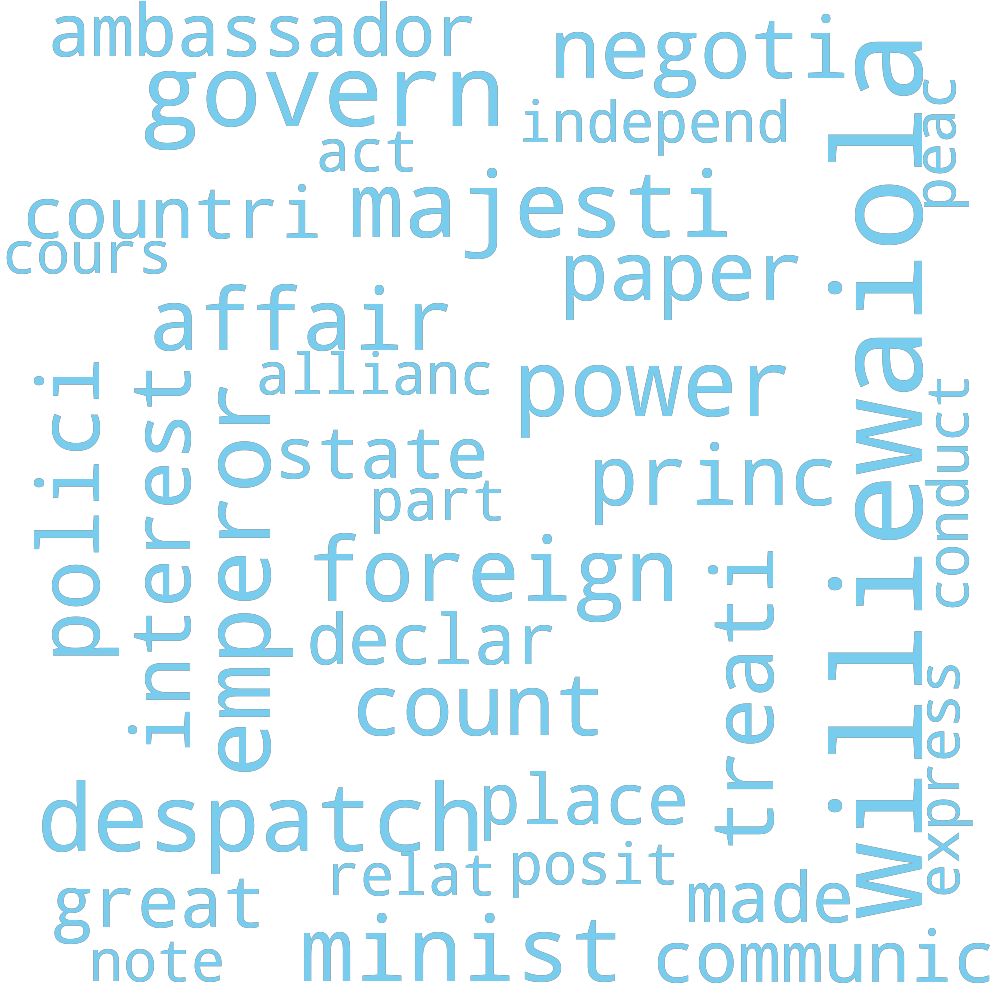 ambassador
negoti
govern
independ
act
peac
majesti
countri
cours
paper
affair
allianc
power
williewaiola
polici
interest
emperor
state
princ
conduct
part
foreign
treati
declar
count
express
despatch
place
relat
posit
great
made
minist
note
communic